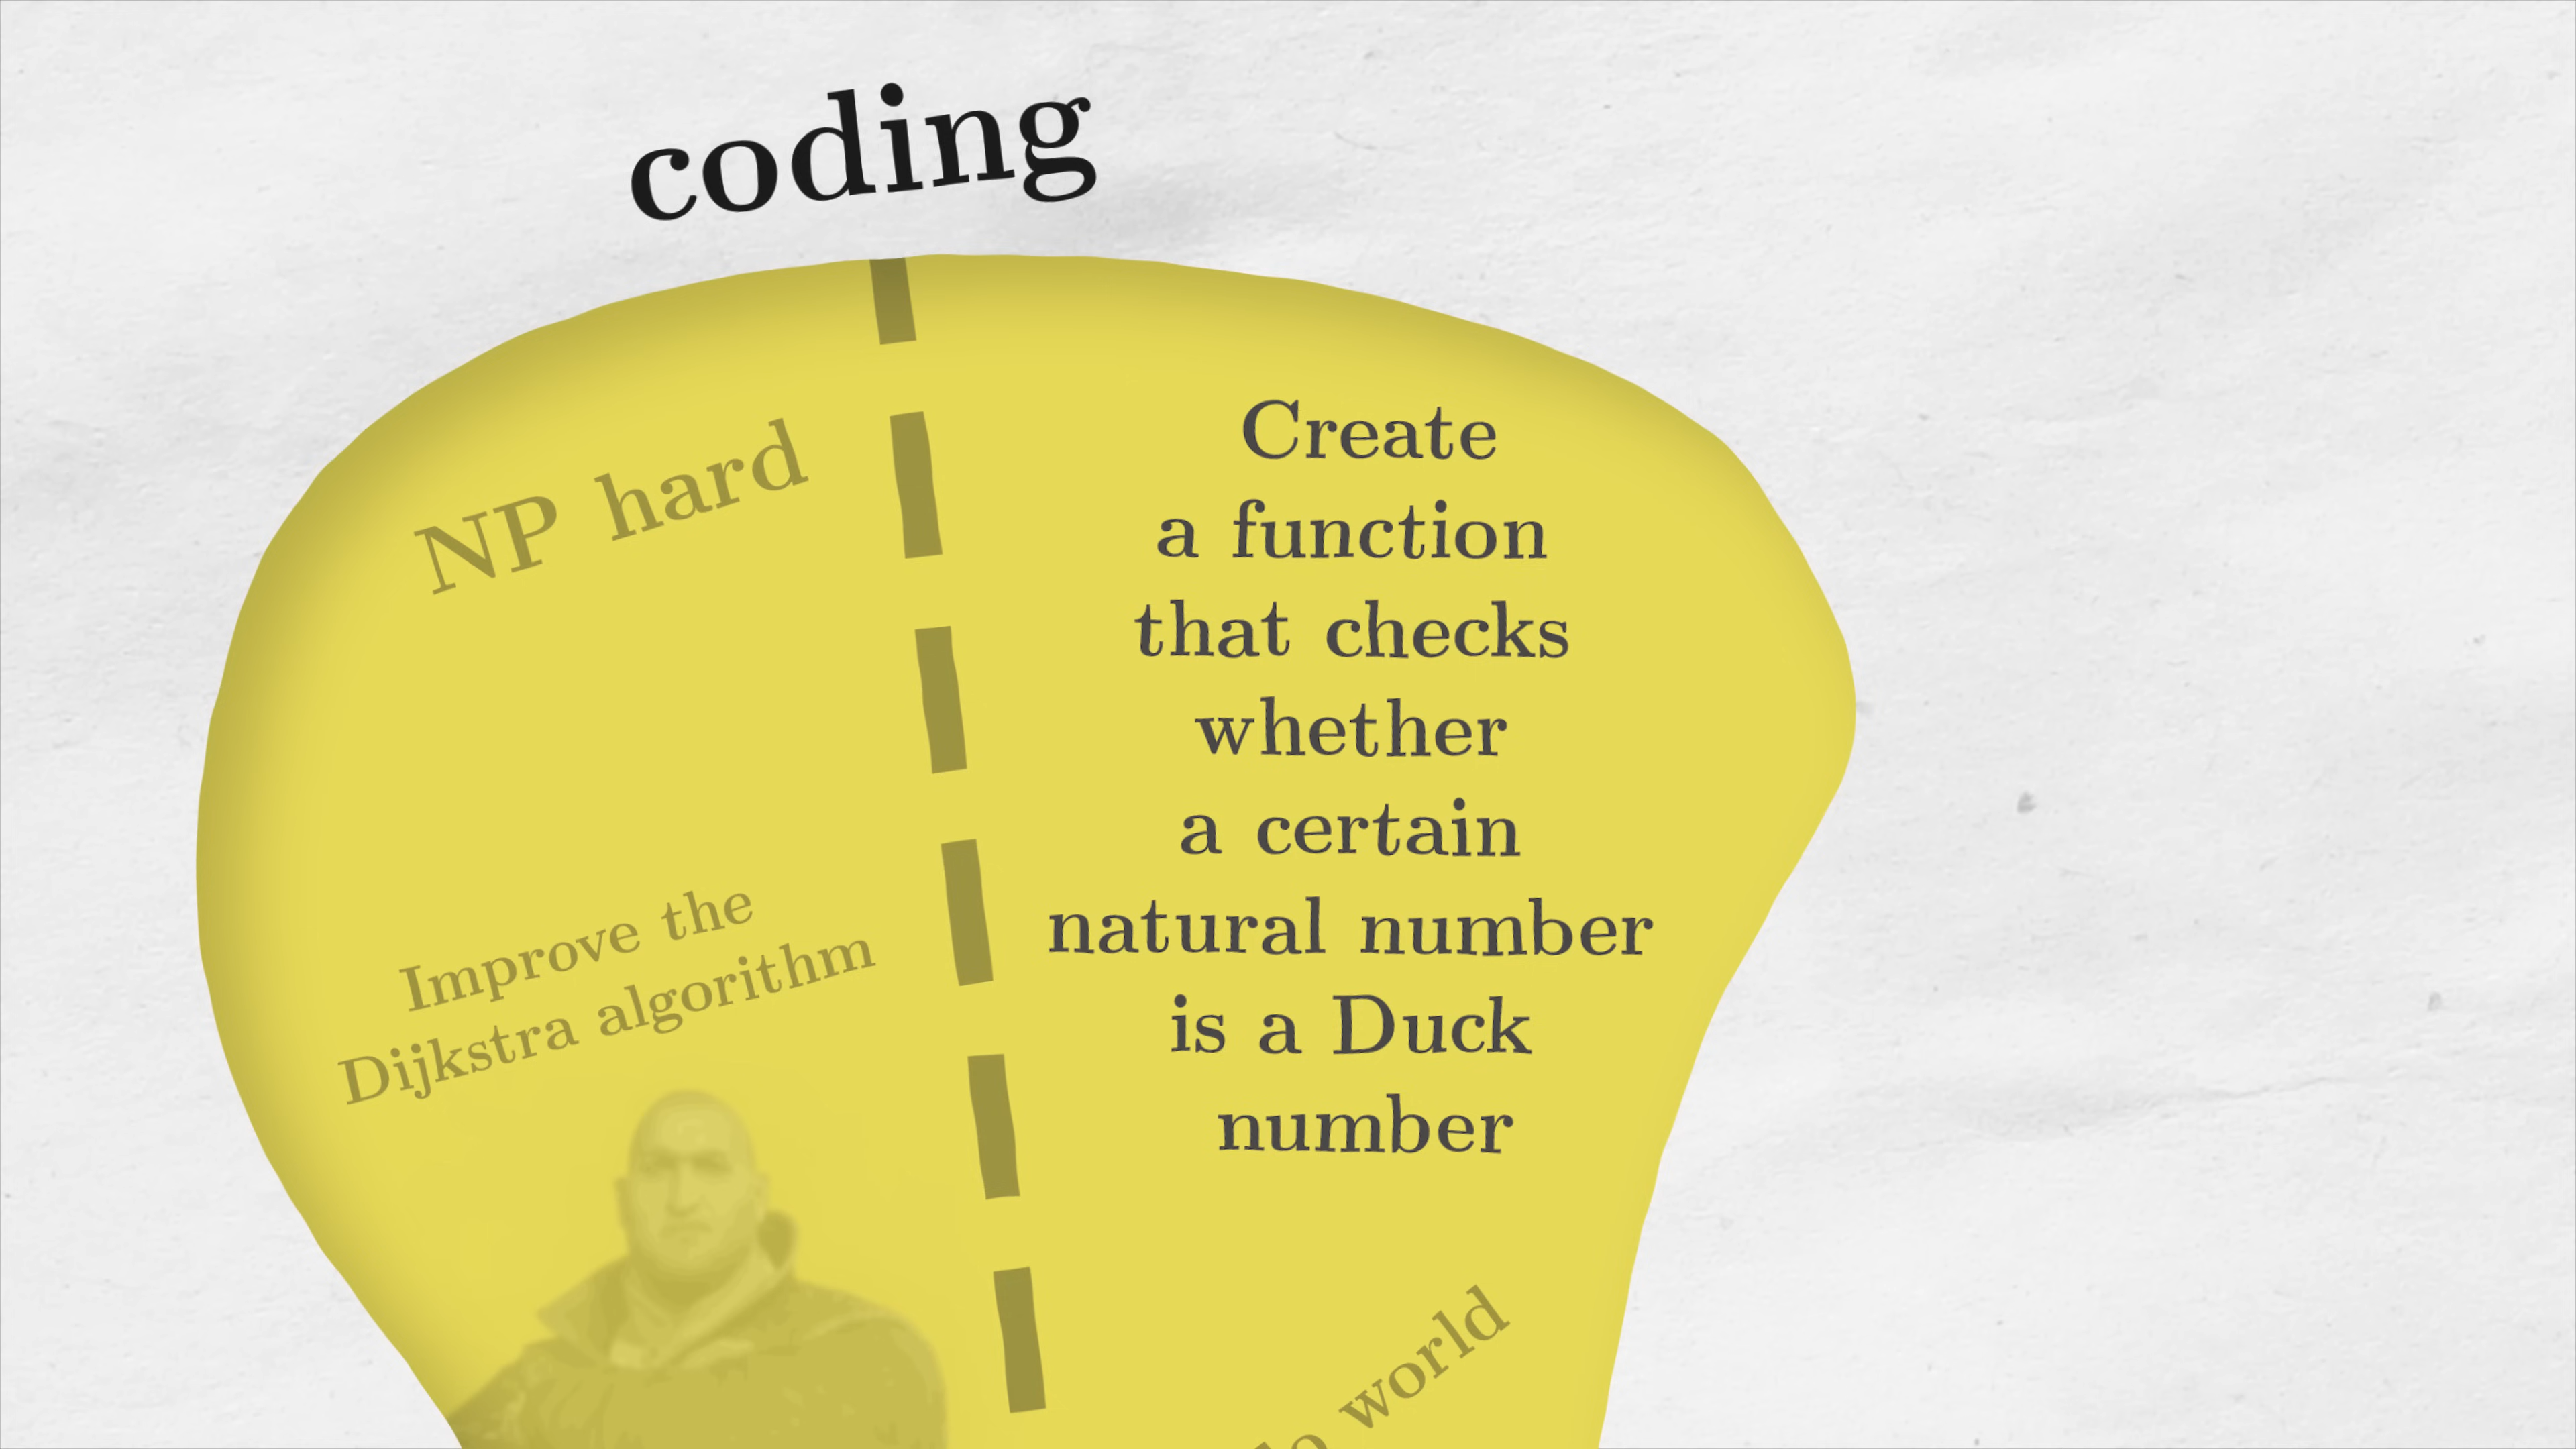 coding
NP hard
Improve the
Dijkstra algorithm
Create
a function
that checks
whether
a certain
natural number
is a Duck
number
world